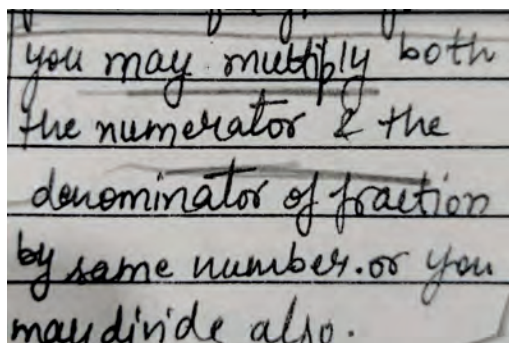 you may multiply both
the numerator & the
denominator of fraction
by same number. or you
may divide also.